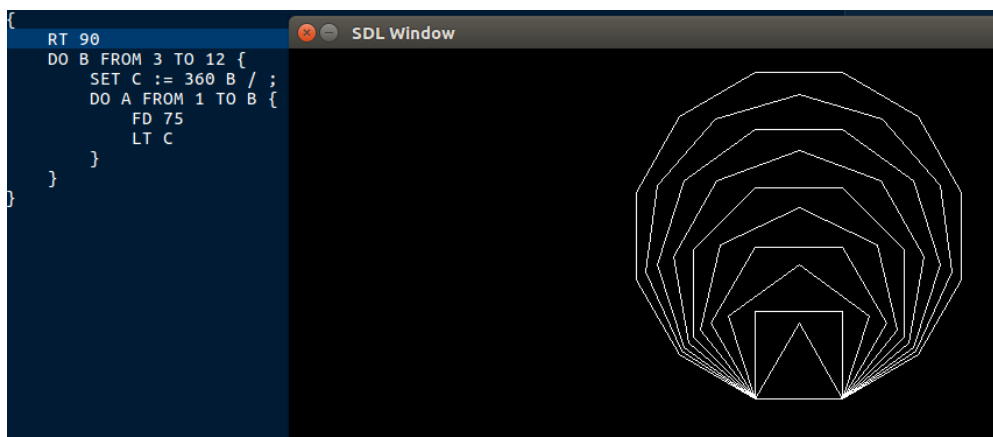 {
    RT 90
    DO B FROM 3 TO 12 {
        SET C := 360 B / ;
        DO A FROM 1 TO B {
            FD 75
            LT C
        }
    }
}
SDL Window